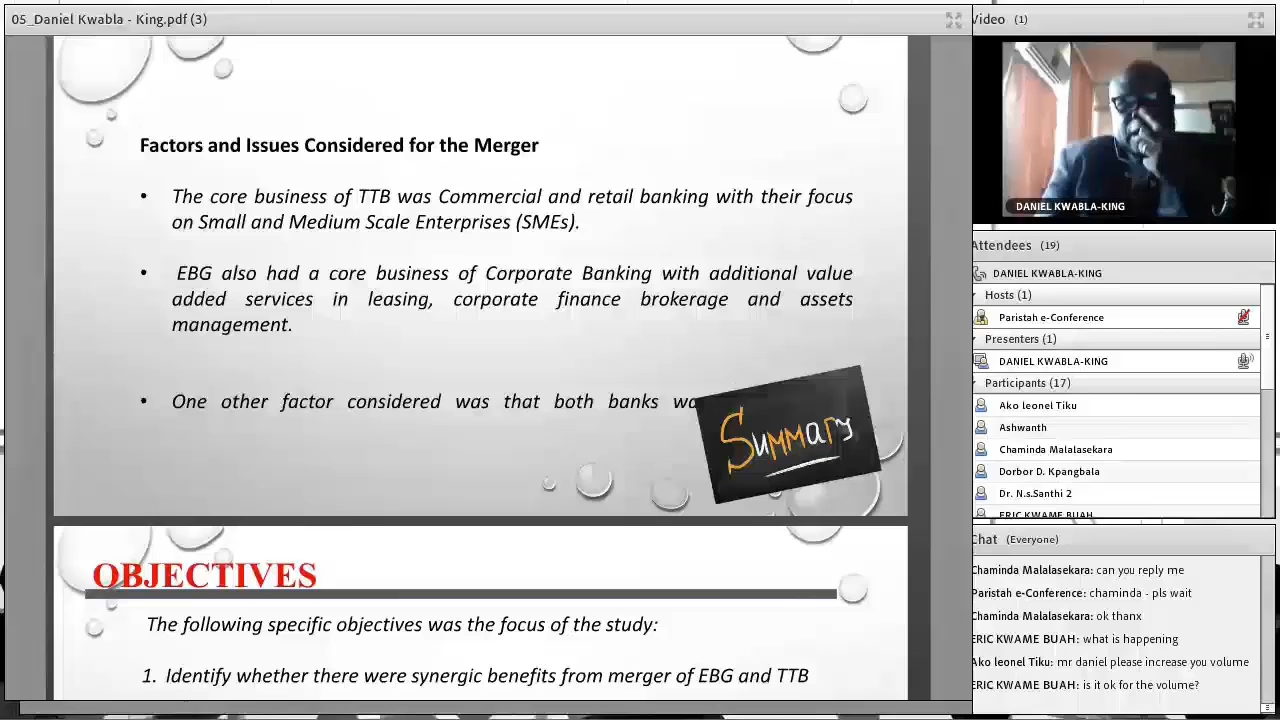 05_Daniel Kwabla - King.pdf (3)
Factors and Issues Considered for the Merger
• The core business of TTB was Commercial and retail banking with their focus
on Small and Medium Scale Enterprises (SMEs).
• EBG also had a core business of Corporate Banking with additional value
added services in leasing, corporate finance brokerage and assets
management.
• One other factor considered was that both banks
Summary
OBJECTIVES
The following specific objectives was the focus of the study:
1. Identify whether there were synergic benefits from merger of EBG and TTB
Video (1)
DANIEL KWABLA-KING
Attendees (19)
DANIEL KWABLA-KING
Hosts (1)
Paristah e-Conference
Presenters (1)
DANIEL KWABLA-KING
Participants (17)
Ako leonel Tiku
Ashwanth
Chaminda Malalasekara
Dorbor D. Kpangbala
Dr. N.s.Santhi 2
ERIC KWAME BUAH
Chat (Everyone)
Chaminda Malalasekara: can you reply me
Paristah e-Conference: chaminda - pls wait
Chaminda Malalasekara: ok thanx
ERIC KWAME BUAH: what is happening
Ako leonel Tiku: mr daniel please increase you volume
ERIC KWAME BUAH: is it ok for the volume?